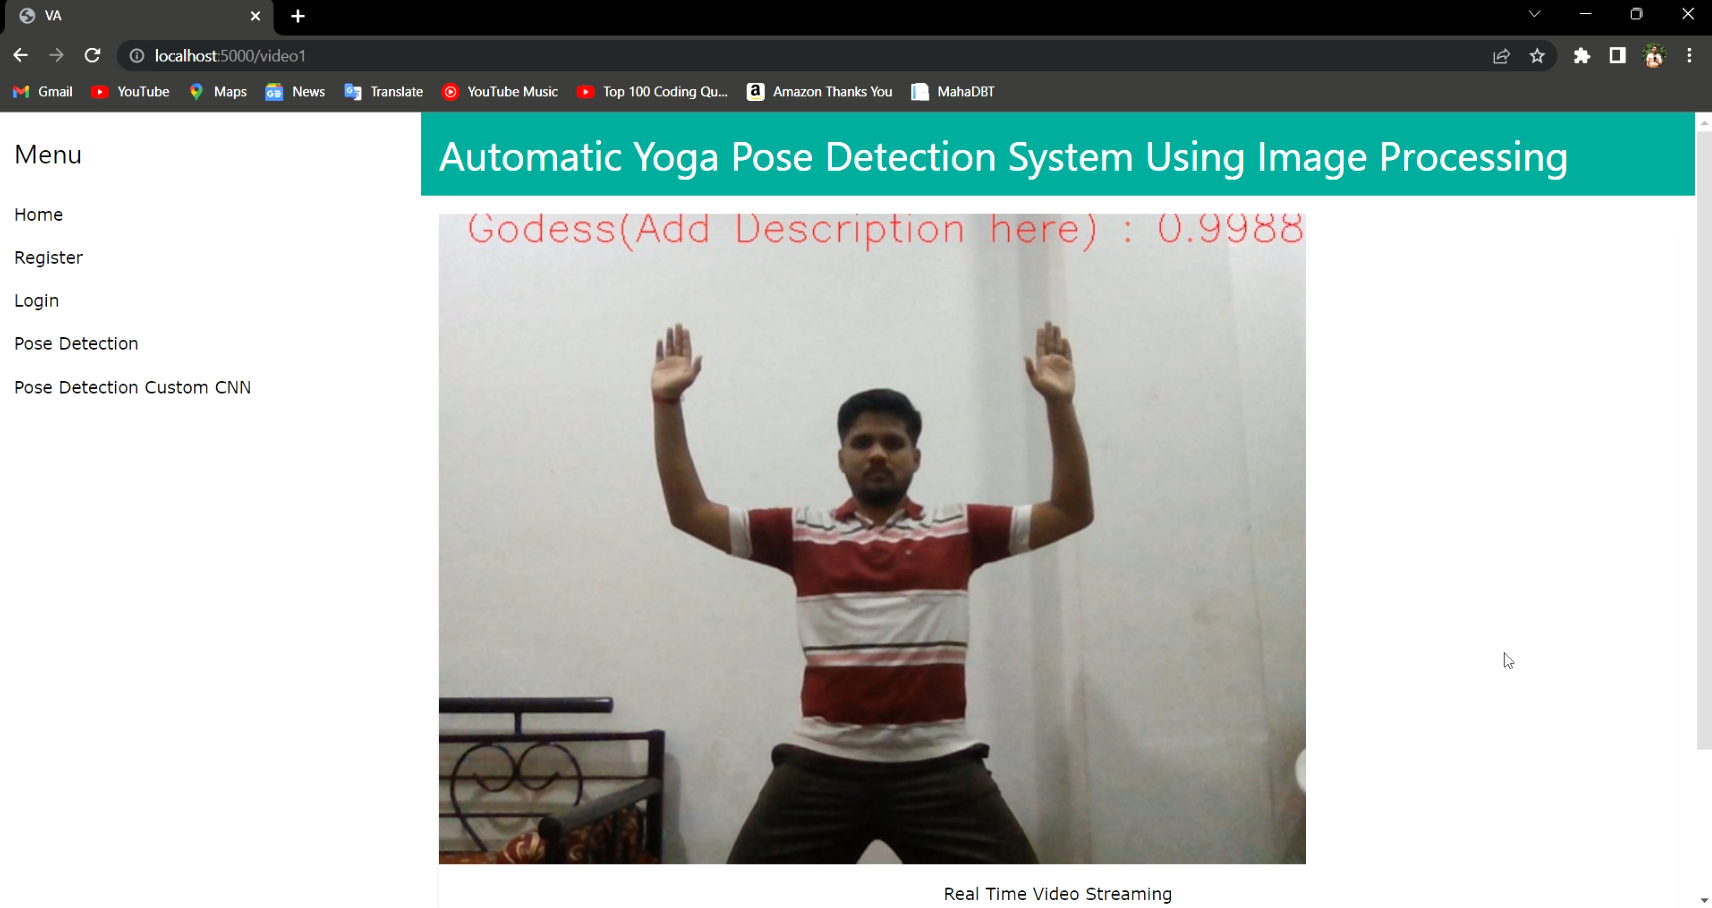 VA
localhost:5000/video1
Gmail YouTube Maps News Translate YouTube Music Top 100 Coding Qu... Amazon Thanks You MahaDBT
Menu
Home
Register
Login
Pose Detection
Pose Detection Custom CNN
Automatic Yoga Pose Detection System Using Image Processing
Godess(Add Description here) : 0.9988
Real Time Video Streaming